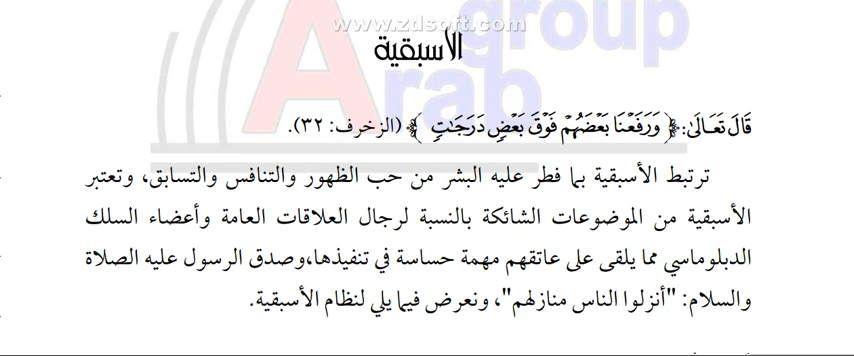 www.zdsoft.com
group
Arab
الأسبقية
قَالَ تَعَالَىٰ: ﴿ وَرَفَعْنَا بَعْضَهُمْ فَوْقَ بَعْضٍ دَرَجَاتٍ ﴾ (الزخرف: ٣٢).
ترتبط الأسبقية بما فطر عليه البشر من حب الظهور والتنافس والتسابق، وتعتبر
الأسبقية من الموضوعات الشائكة بالنسبة لرجال العلاقات العامة وأعضاء السلك
الدبلوماسي مما يلقى على عاتقهم مهمة حساسة في تنفيذها،وصدق الرسول عليه الصلاة
والسلام: "أنزلوا الناس منازلهم"، ونعرض فيما يلي لنظام الأسبقية.